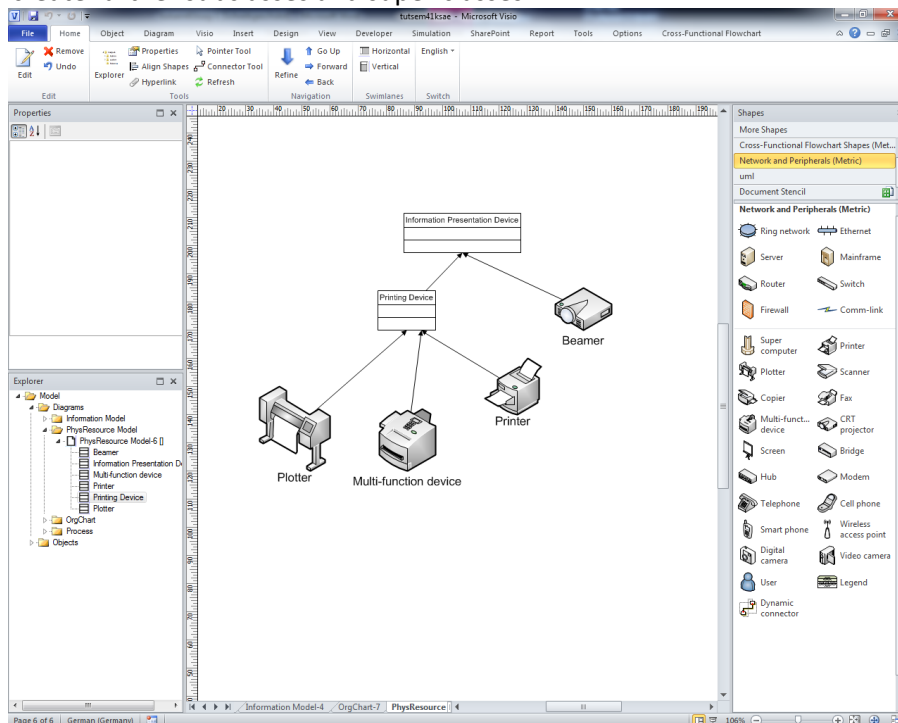 tutsem41ksae - Microsoft Visio
File Home Object Diagram Visio Insert Design View Developer Simulation SharePoint Report Tools Options Cross-Functional Flowchart
Edit
Remove
Undo
Edit
Explorer
Properties
Align Shapes
Hyperlink
Pointer Tool
Connector Tool
Refresh
Tools
Refine
Go Up
Forward
Back
Navigation
Horizontal
Vertical
Swimlanes
English
Switch
Properties
Explorer
Model
Diagrams
Information Model
PhysResource Model
PhysResource Model-6 []
Beamer
Information Presentation D
Multi-function device
Printer
Printing Device
Plotter
OrgChart
Process
Objects
Information Presentation Device
Printing Device
Beamer
Printer
Plotter
Multi-function device
Information Model-4 OrgChart-7 PhysResource
Shapes
More Shapes
Cross-Functional Flowchart Shapes (Met...
Network and Peripherals (Metric)
uml
Document Stencil
Network and Peripherals (Metric)
Ring network Ethernet
Server Mainframe
Router Switch
Firewall Comm-link
Super computer Printer
Plotter Scanner
Copier Fax
Multi-funct... device CRT projector
Screen Bridge
Hub Modem
Telephone Cell phone
Smart phone Wireless access point
Digital camera Video camera
User Legend
Dynamic connector
Page 6 of 6 German (Germany) 106%